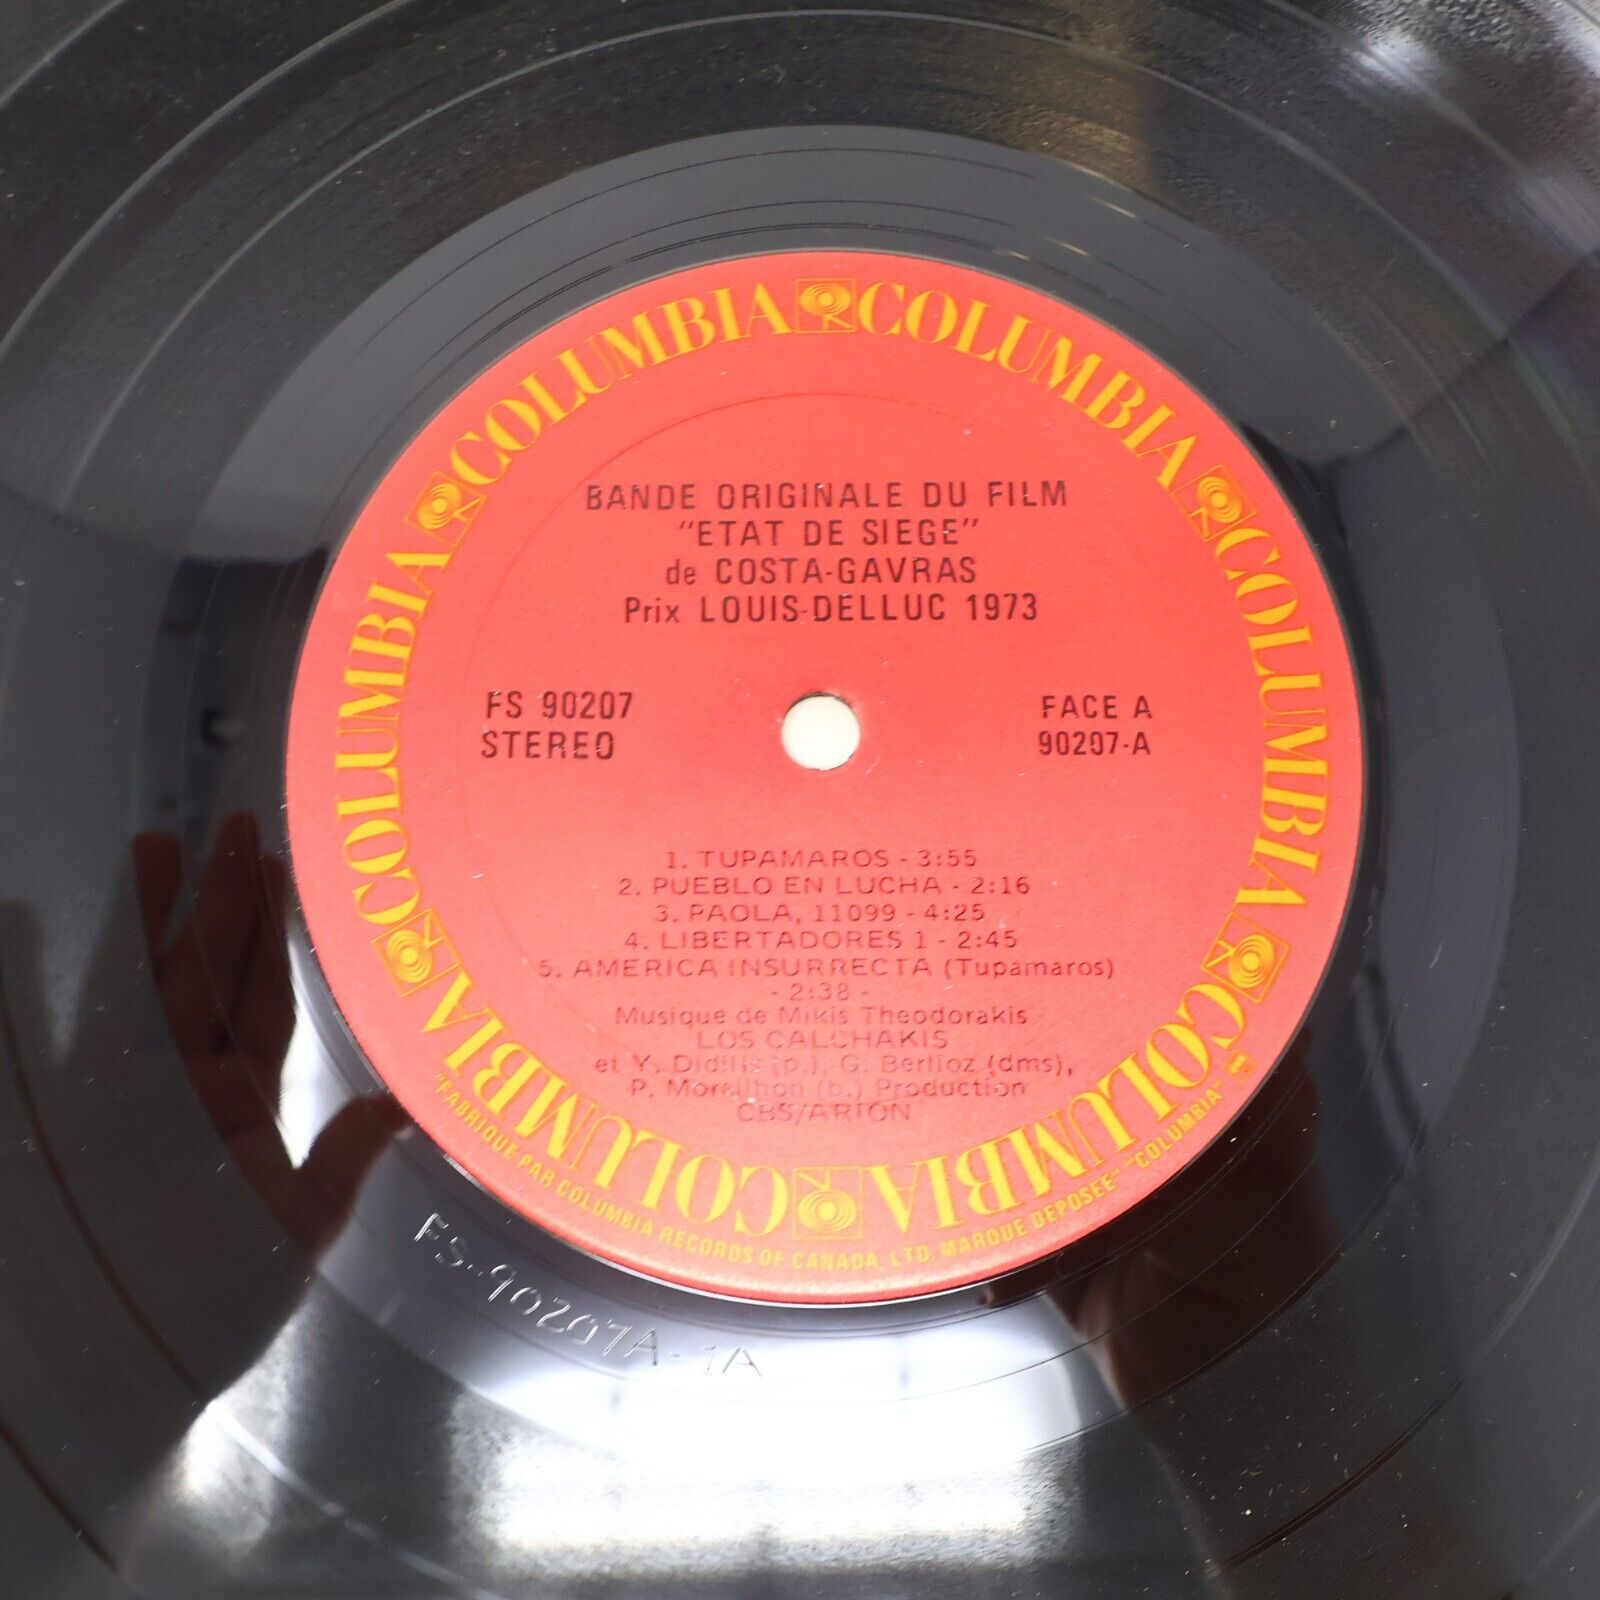 COLUMBIA COLUMBIA COLUMBIA COLUMBIA COLUMBIA COLUMBIA COLUMBIA COLUMBIA
BANDE ORIGINALE DU FILM
"ETAT DE SIEGE"
de COSTA-GAVRAS
Prix LOUIS-DELLUC 1973
FS 90207
STEREO
FACE A
90207-A
1. TUPAMAROS - 3:55
2. PUEBLO EN LUCHA - 2:16
3. PAOLA, 11099 - 4:25
4. LIBERTADORES 1 - 2:45
5. AMERICA INSURRECTA (Tupamaros)
- 2:38 -
Musique de Mikis Theodorakis
LOS CALCHAKIS
et Y. (p.), G. Berlioz (dms),
P. (b.) Production
CBS/ARION
"FABRIQUE PAR COLUMBIA RECORDS OF CANADA, LTD. MARQUE DEPOSEE" "COLUMBIA"
FS-90207A-1A